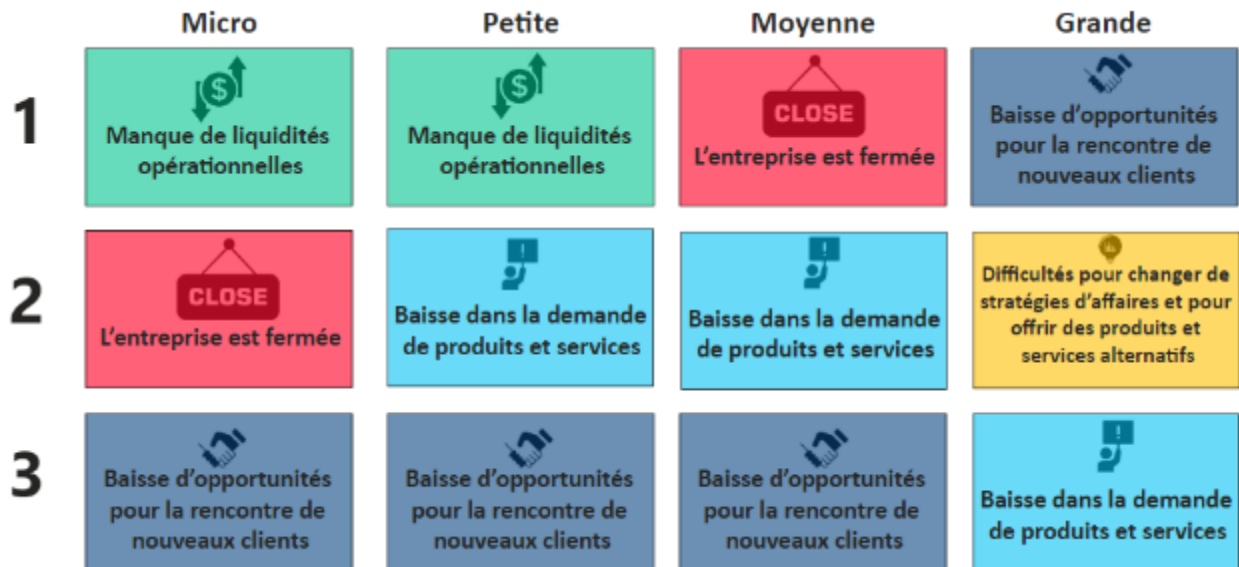 Micro
Petite
Moyenne
Grande
1
$
Manque de liquidités
opérationnelles
$
Manque de liquidités
opérationnelles
CLOSE
L'entreprise est fermée
Baisse d'opportunités
pour la rencontre de
nouveaux clients
2
CLOSE
L'entreprise est fermée
!
Baisse dans la demande
de produits et services
!
Baisse dans la demande
de produits et services
Difficultés pour changer de
stratégies d'affaires et pour
offrir des produits et
services alternatifs
3
Baisse d'opportunités
pour la rencontre de
nouveaux clients
Baisse d'opportunités
pour la rencontre de
nouveaux clients
Baisse d'opportunités
pour la rencontre de
nouveaux clients
!
Baisse dans la demande
de produits et services